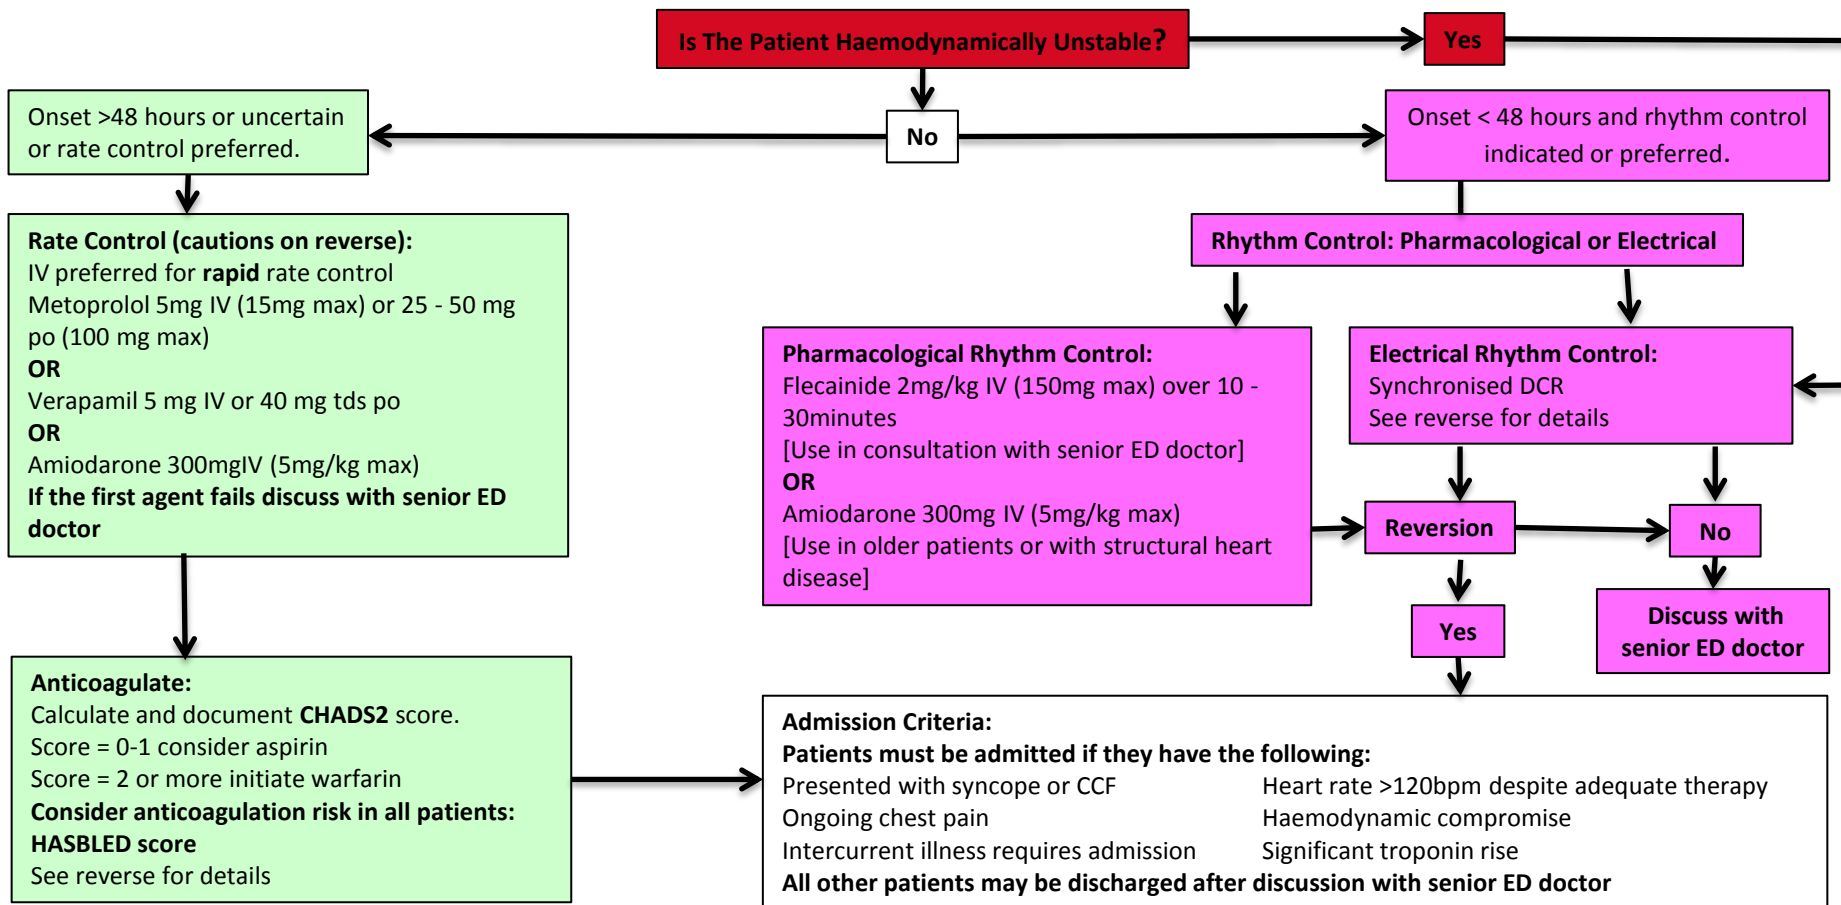 Is The Patient Haemodynamically Unstable?
Yes
No
Onset >48 hours or uncertain
or rate control preferred.
Onset < 48 hours and rhythm control
indicated or preferred.
Rate Control (cautions on reverse):
IV preferred for rapid rate control
Metoprolol 5mg IV (15mg max) or 25 - 50 mg
po (100 mg max)
OR
Verapamil 5 mg IV or 40 mg tds po
OR
Amiodarone 300mgIV (5mg/kg max)
If the first agent fails discuss with senior ED
doctor
Rhythm Control: Pharmacological or Electrical
Pharmacological Rhythm Control:
Flecainide 2mg/kg IV (150mg max) over 10 -
30minutes
[Use in consultation with senior ED doctor]
OR
Amiodarone 300mg IV (5mg/kg max)
[Use in older patients or with structural heart
disease]
Electrical Rhythm Control:
Synchronised DCR
See reverse for details
Reversion
No
Yes
Discuss with
senior ED doctor
Anticoagulate:
Calculate and document CHADS2 score.
Score = 0-1 consider aspirin
Score = 2 or more initiate warfarin
Consider anticoagulation risk in all patients:
HASBLED score
See reverse for details
Admission Criteria:
Patients must be admitted if they have the following:
Presented with syncope or CCF Heart rate >120bpm despite adequate therapy
Ongoing chest pain Haemodynamic compromise
Intercurrent illness requires admission Significant troponin rise
All other patients may be discharged after discussion with senior ED doctor